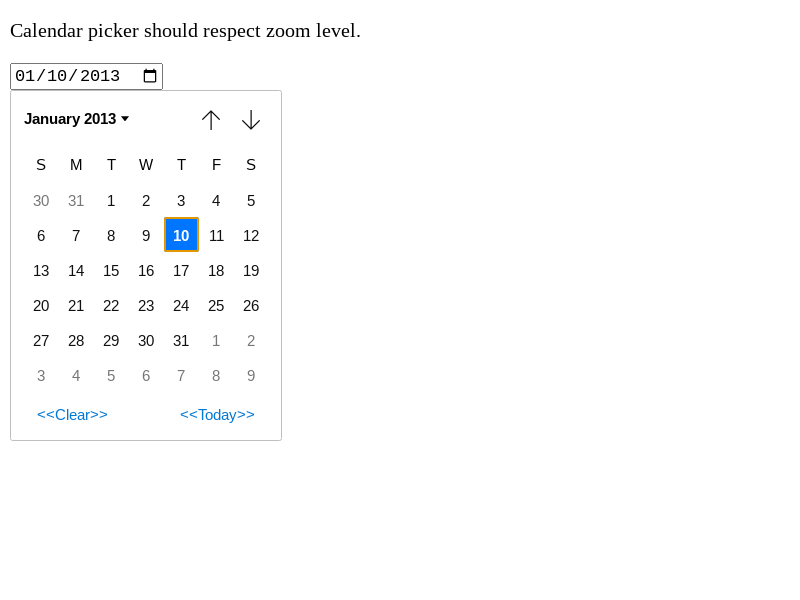 Calendar picker should respect zoom level.
01/10/2013
January 2013
S M T W T F S
30 31 1 2 3 4 5
6 7 8 9 10 11 12
13 14 15 16 17 18 19
20 21 22 23 24 25 26
27 28 29 30 31 1 2
3 4 5 6 7 8 9
<<Clear>> <<Today>>